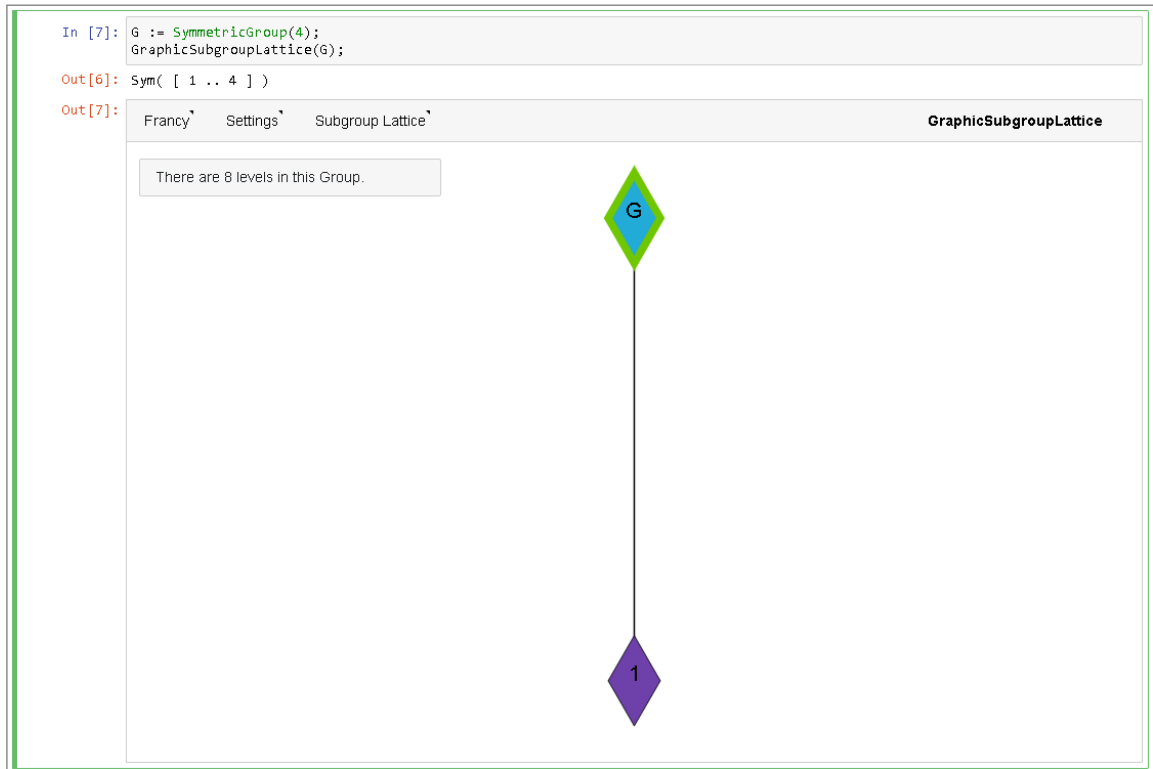 In [7]: G := SymmetricGroup(4);
GraphicSubgroupLattice(G);
Out[6]: Sym( [ 1 .. 4 ] )
Out[7]:
Francy Settings Subgroup Lattice GraphicSubgroupLattice
There are 8 levels in this Group.
G
1